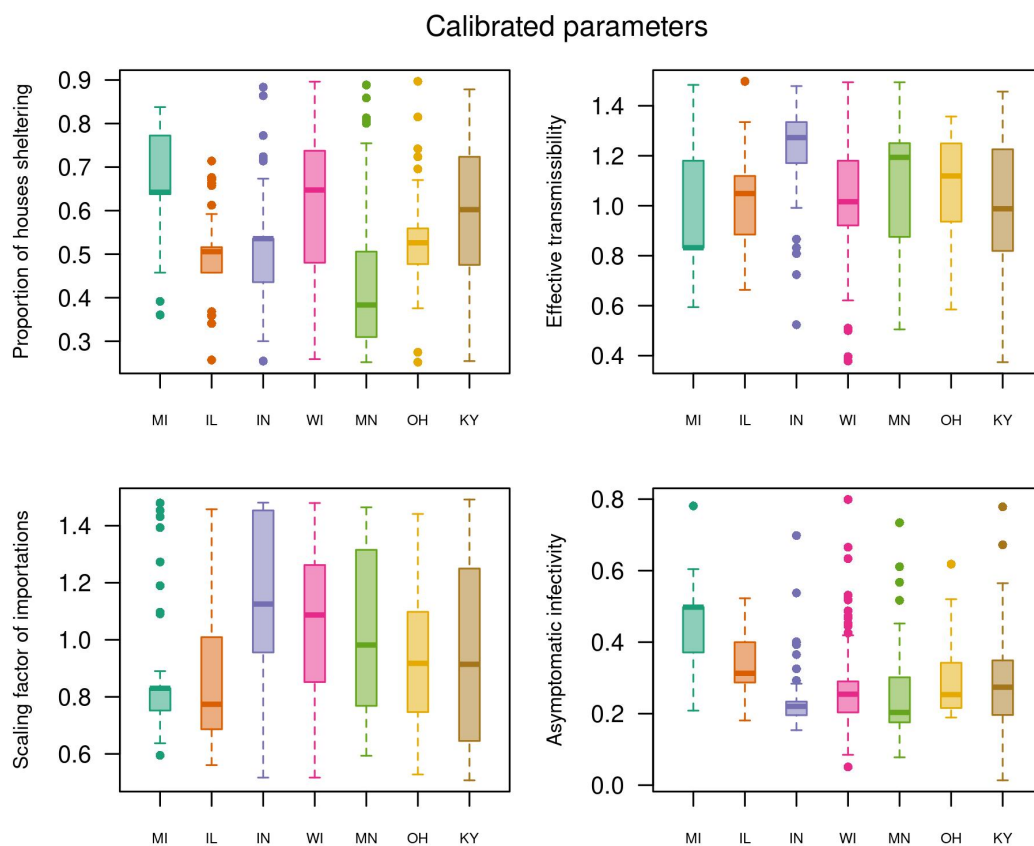 Calibrated parameters
Proportion of houses sheltering
0.9
0.8
0.7
0.6
0.5
0.4
0.3
MI IL IN WI MN OH KY
Effective transmissibility
1.4
1.2
1.0
0.8
0.6
0.4
MI IL IN WI MN OH KY
Scaling factor of importations
1.4
1.2
1.0
0.8
0.6
MI IL IN WI MN OH KY
Asymptomatic infectivity
0.8
0.6
0.4
0.2
0.0
MI IL IN WI MN OH KY